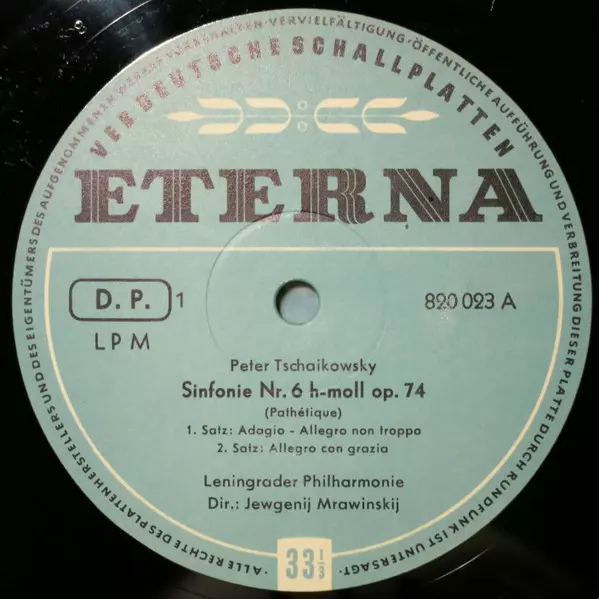 · ALLE RECHTE DES PLATTENHERSTELLERS UND DES EIGENTÜMERS DES AUFGENOMMENEN WERKES VORBEHALTEN · VERVIELFÄLTIGUNG · ÖFFENTLICHE AUFFÜHRUNG UND VERBREITUNG DIESER PLATTE DURCH RUNDFUNK IST UNTERSAGT ·
VEB DEUTSCHE SCHALLPLATTEN
ETERNA
D. P. 1
820 023 A
LPM
Peter Tschaikowsky
Sinfonie Nr. 6 h-moll op. 74
(Pathétique)
1. Satz: Adagio - Allegro non troppo
2. Satz: Allegro con grazia
Leningrader Philharmonie
Dir.: Jewgenij Mrawinskij
33 1/3